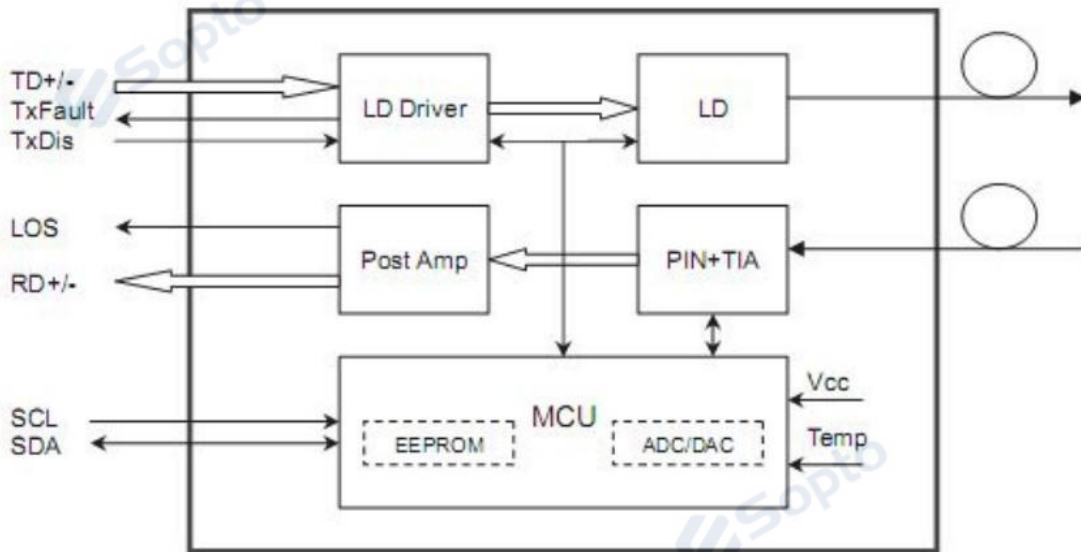 Sopto
TD+/-
TxFault
TxDis
LD Driver
LD
LOS
RD+/-
Post Amp
PIN+TIA
SCL
SDA
MCU
EEPROM
ADC/DAC
Vcc
Temp
Sopto